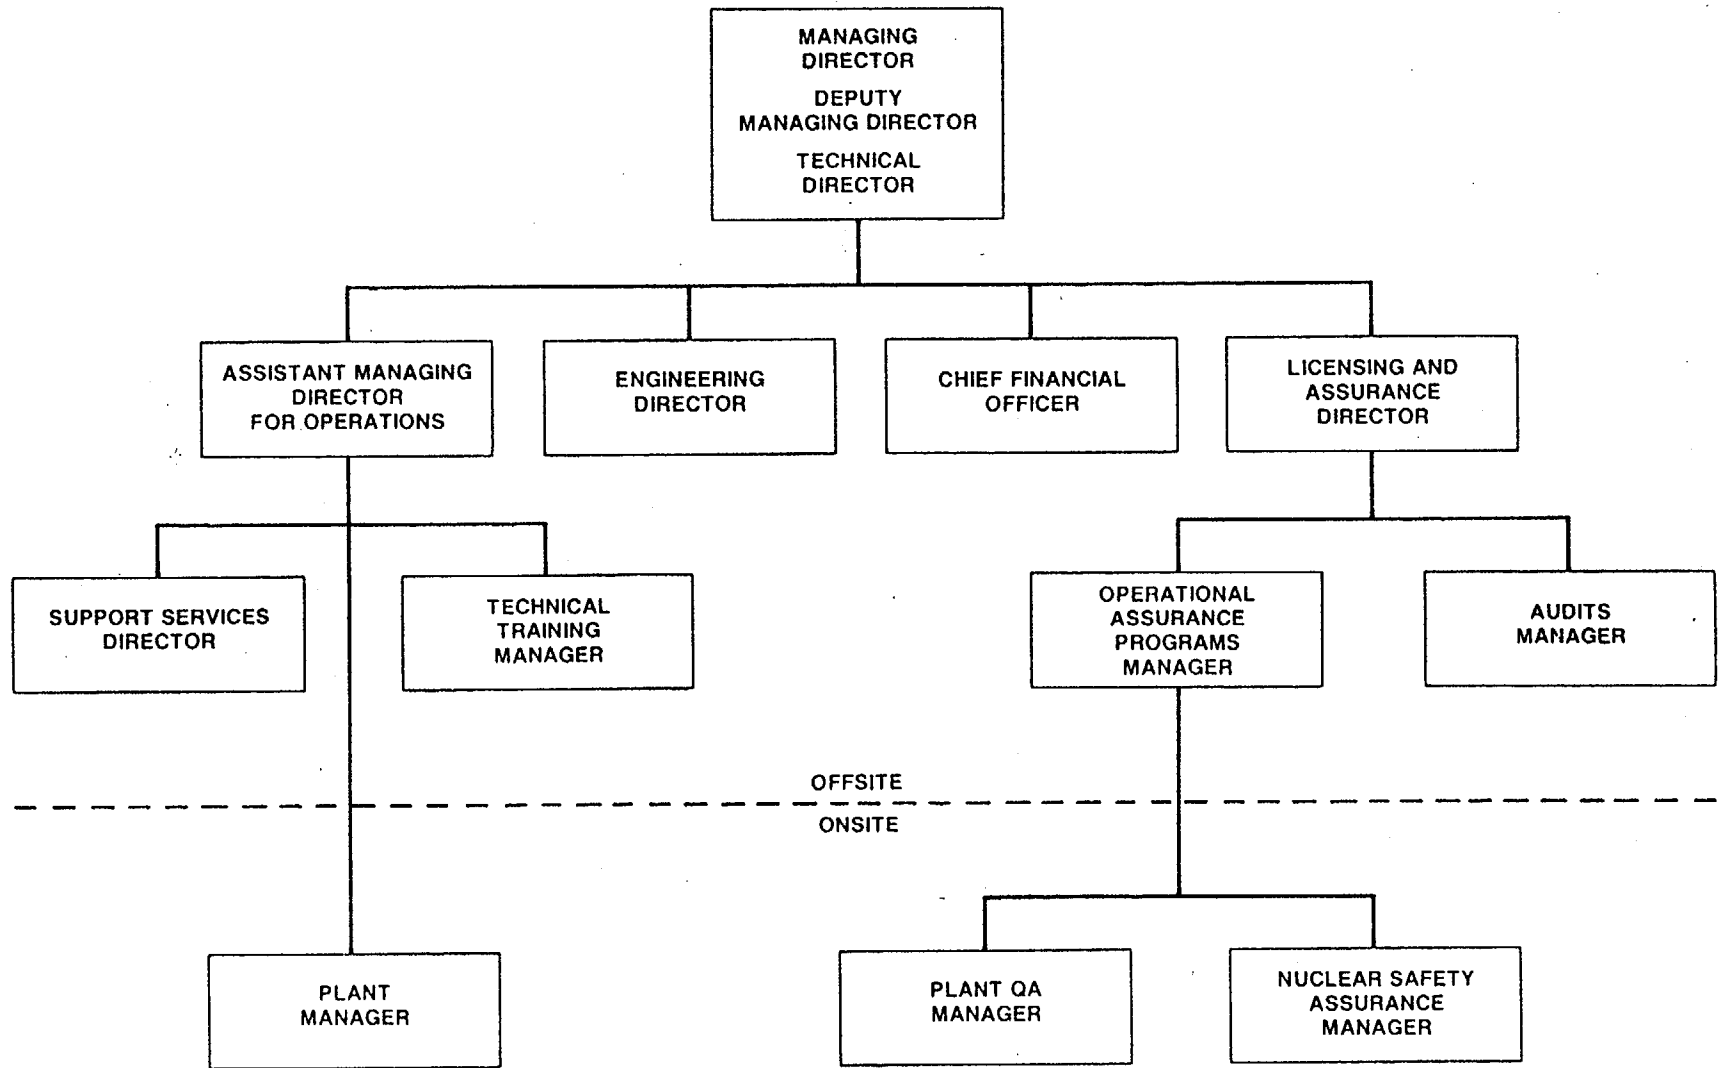 MANAGING
DIRECTOR
DEPUTY
MANAGING DIRECTOR
TECHNICAL
DIRECTOR
ASSISTANT MANAGING
DIRECTOR
FOR OPERATIONS
ENGINEERING
DIRECTOR
CHIEF FINANCIAL
OFFICER
LICENSING AND
ASSURANCE
DIRECTOR
SUPPORT SERVICES
DIRECTOR
TECHNICAL
TRAINING
MANAGER
OPERATIONAL
ASSURANCE
PROGRAMS
MANAGER
AUDITS
MANAGER
OFFSITE
ONSITE
PLANT
MANAGER
PLANT QA
MANAGER
NUCLEAR SAFETY
ASSURANCE
MANAGER